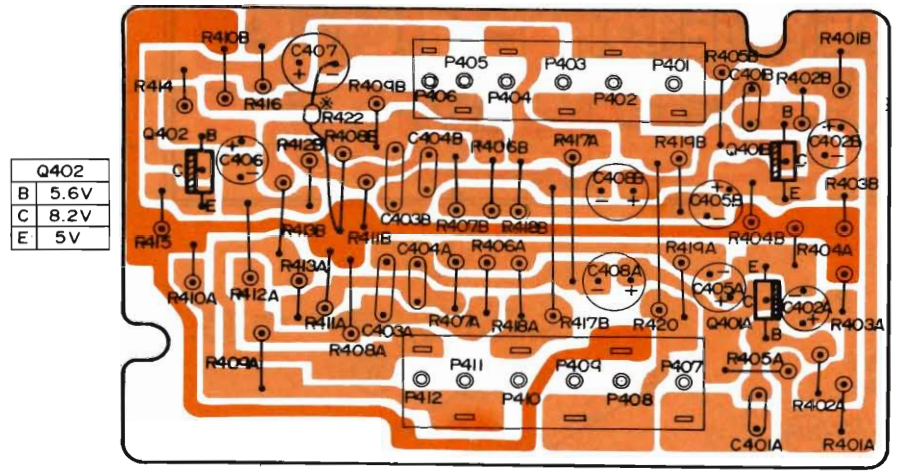 R410B
C407
R405B
R401B
P405
P403
P401
C401B
R402B
R414
R416
R409B
P406
P404
P402
※
R422
Q402
B
R412B
R408B
C404B
R406B
R417A
R419B
Q401B
B
C402B
C406
C
C
E
E
C408B
C405B
R403B
Q402
B 5.6V
C 8.2V
E 5V
R415
R413B
R411B
C403B
R407B
R418B
R404B
R404A
R413A
C404A
R406A
R419A
E
C408A
C405A
C
C402A
R410A
R412A
R411A
C403A
R407A
R418A
R417B
R420
Q401A
B
R403A
R409A
R408A
R405A
P411
P409
P407
P412
P410
P408
R402A
C401A
R401A